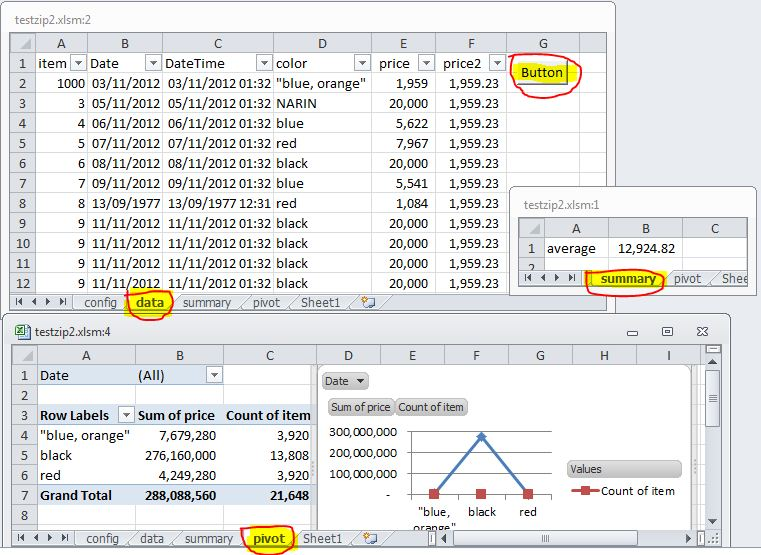 testzip2.xlsm:2
A B C D E F G
1 item Date DateTime color price price2 Button
2 1000 03/11/2012 03/11/2012 01:32 "blue, orange" 1,959 1,959.23
3 3 05/11/2012 05/11/2012 01:32 NARIN 20,000 1,959.23
4 4 06/11/2012 06/11/2012 01:32 blue 5,622 1,959.23
5 5 07/11/2012 07/11/2012 01:32 red 7,967 1,959.23
6 6 08/11/2012 08/11/2012 01:32 black 20,000 1,959.23
7 7 09/11/2012 09/11/2012 01:32 blue 5,541 1,959.23
8 8 13/09/1977 13/09/1977 12:31 red 1,084 1,959.23
9 9 11/11/2012 11/11/2012 01:32 black 20,000 1,959.23
10 9 11/11/2012 11/11/2012 01:32 black 20,000 1,959.23
11 9 11/11/2012 11/11/2012 01:32 black 20,000 1,959.23
12 9 11/11/2012 11/11/2012 01:32 black 20,000 1,959.23
config data summary pivot Sheet1
testzip2.xlsm:1
A B C
1 average 12,924.82
2
summary pivot Shee
testzip2.xlsm:4
A B C D E F G H I
1 Date (All)
2
3 Row Labels Sum of price Count of item
4 "blue, orange" 7,679,280 3,920
5 black 276,160,000 13,808
6 red 4,249,280 3,920
7 Grand Total 288,088,560 21,648
8
Date
Sum of price Count of item
300,000,000
200,000,000
100,000,000
-
"blue, black red
orange"
Values
Count of item
config data summary pivot Sheet1